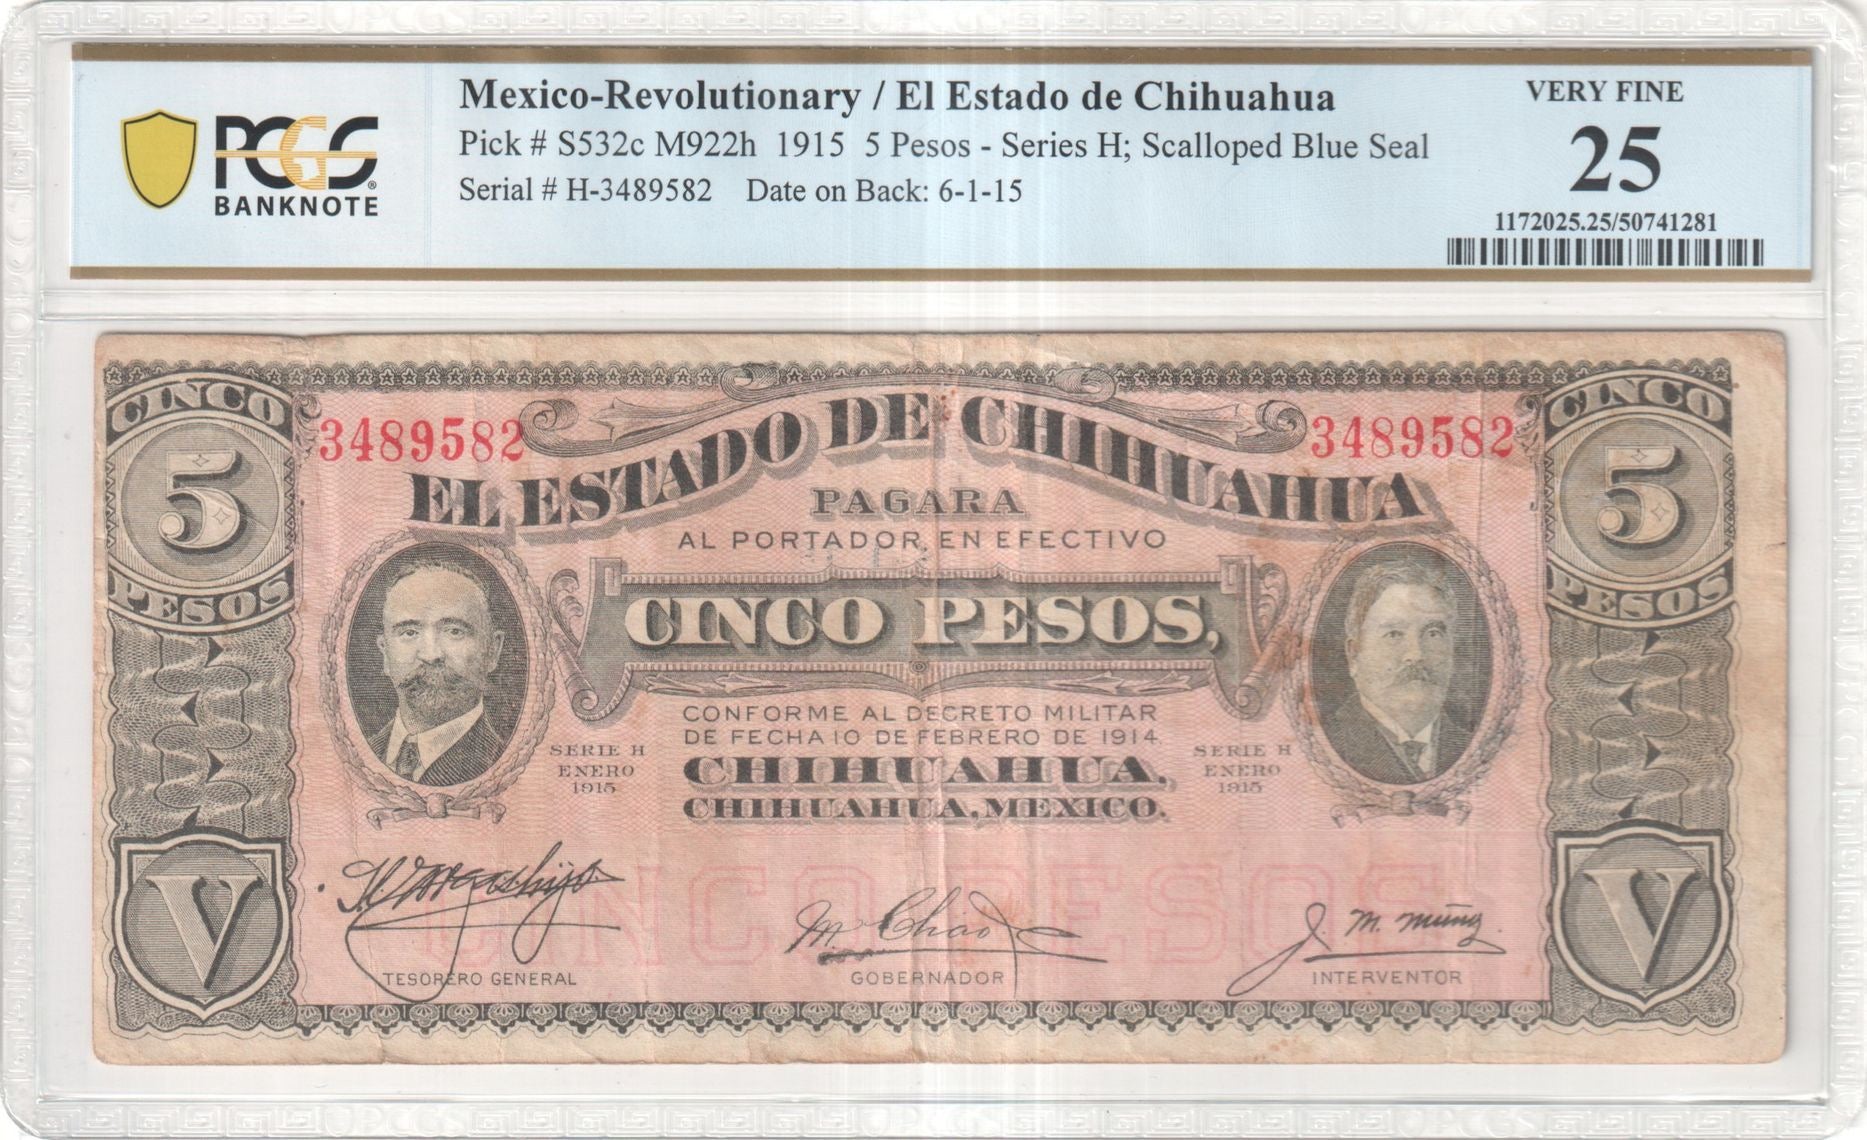 Mexico-Revolutionary / El Estado de Chihuahua
Pick # S532c M922h 1915 5 Pesos - Series H; Scalloped Blue Seal
Serial # H-3489582 Date on Back: 6-1-15
VERY FINE
25
1172025.25/50741281
PCGS®
BANKNOTE
CINCO
5
PESOS
3489582
3489582
CINCO
5
PESOS
EL ESTADO DE CHIHUAHUA
PAGARA
AL PORTADOR EN EFECTIVO
CINCO PESOS,
CONFORME AL DECRETO MILITAR
DE FECHA 10 DE FEBRERO DE 1914.
CHIHUAHUA,
CHIHUAHUA, MEXICO.
SERIE H
ENERO
1915
SERIE H
ENERO
1915
CINCO PESOS
V
V
M Chao
J. M. Muñoz
TESORERO GENERAL
GOBERNADOR
INTERVENTOR